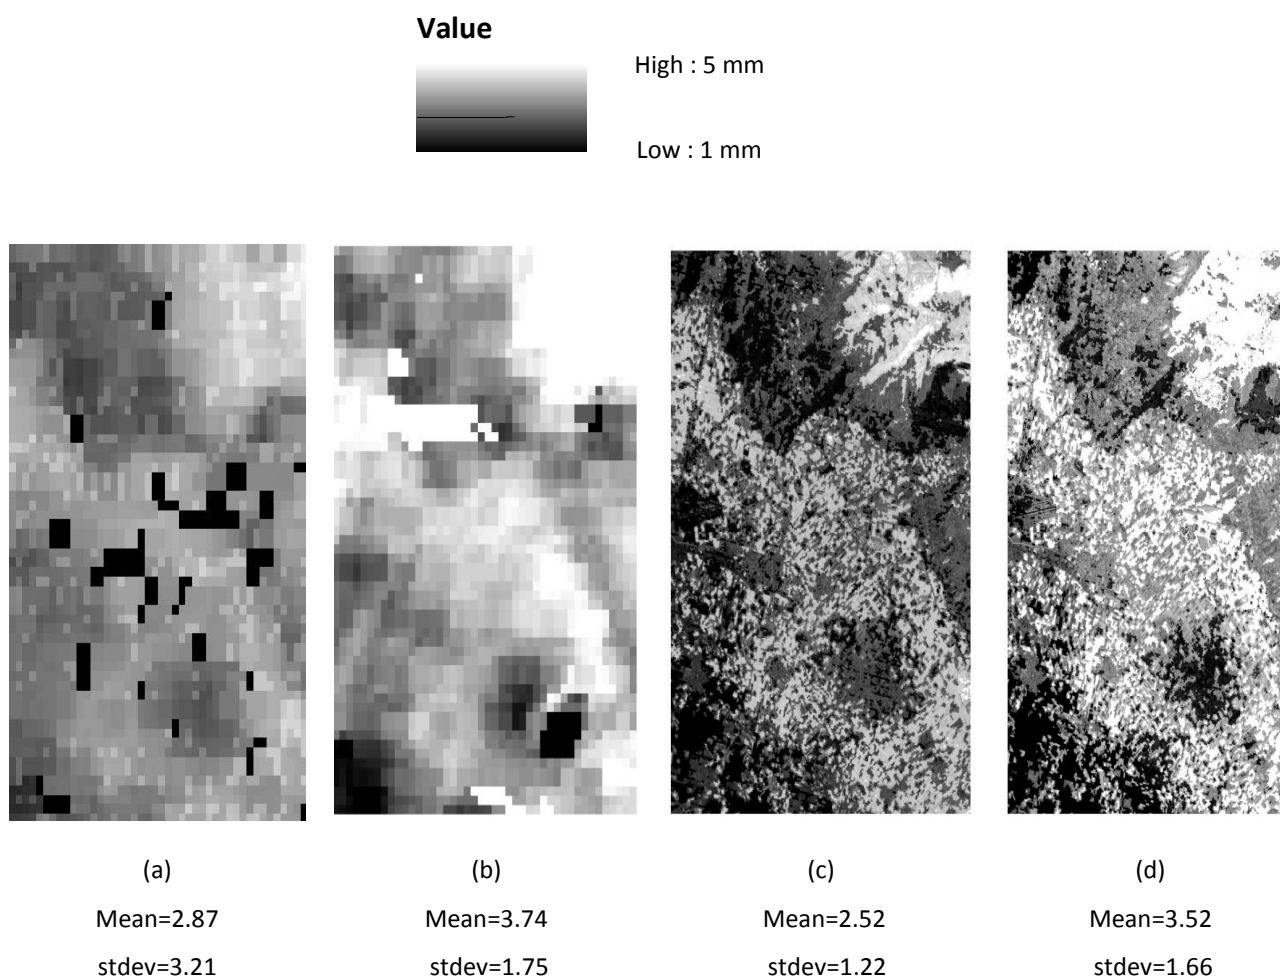 Value
High : 5 mm
Low : 1 mm
(a) (b) (c) (d)
Mean=2.87 Mean=3.74 Mean=2.52 Mean=3.52
stdev=3.21 stdev=1.75 stdev=1.22 stdev=1.66